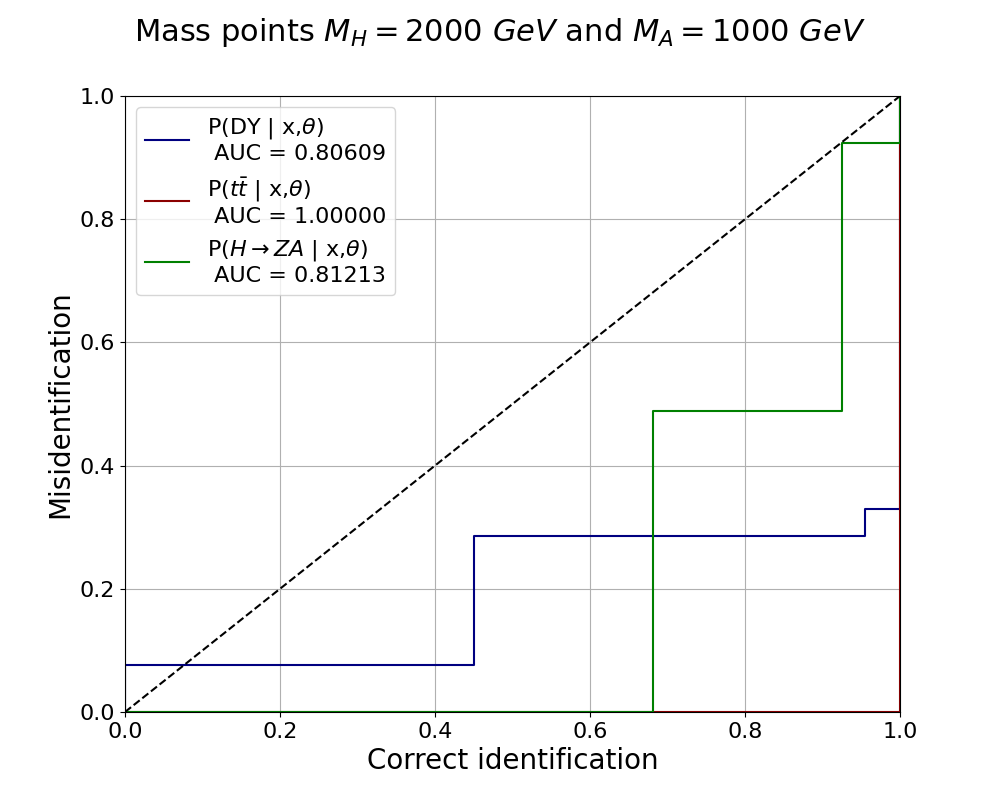 Mass points M_H = 2000 GeV and M_A = 1000 GeV
1.0
P(DY | x,θ)
AUC = 0.80609
P(tt̄ | x,θ)
AUC = 1.00000
P(H → ZA | x,θ)
AUC = 0.81213
0.8
0.6
0.4
0.2
0.0
Misidentification
0.0 0.2 0.4 0.6 0.8 1.0
Correct identification